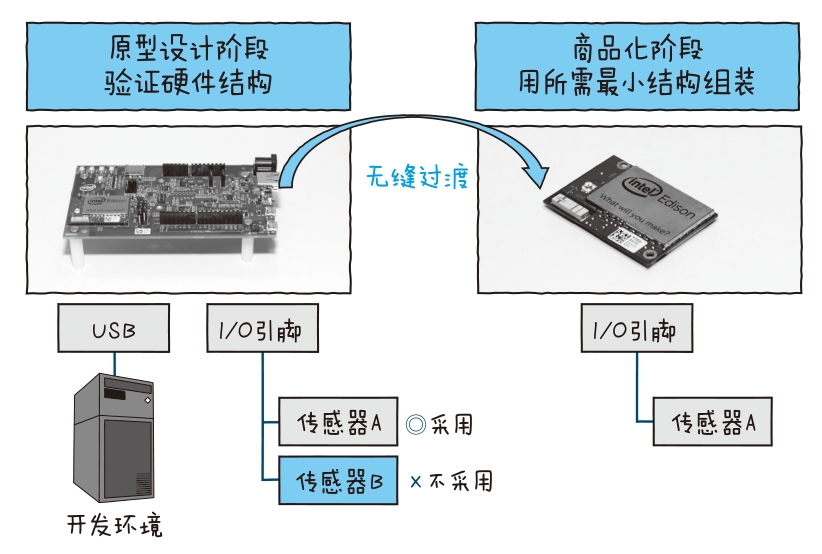 原型设计阶段
验证硬件结构
商品化阶段
用所需最小结构组装
无缝过渡
intel Edison
What will you make?
USB
I/O引脚
传感器A ◎采用
传感器B ×不采用
开发环境
I/O引脚
传感器A